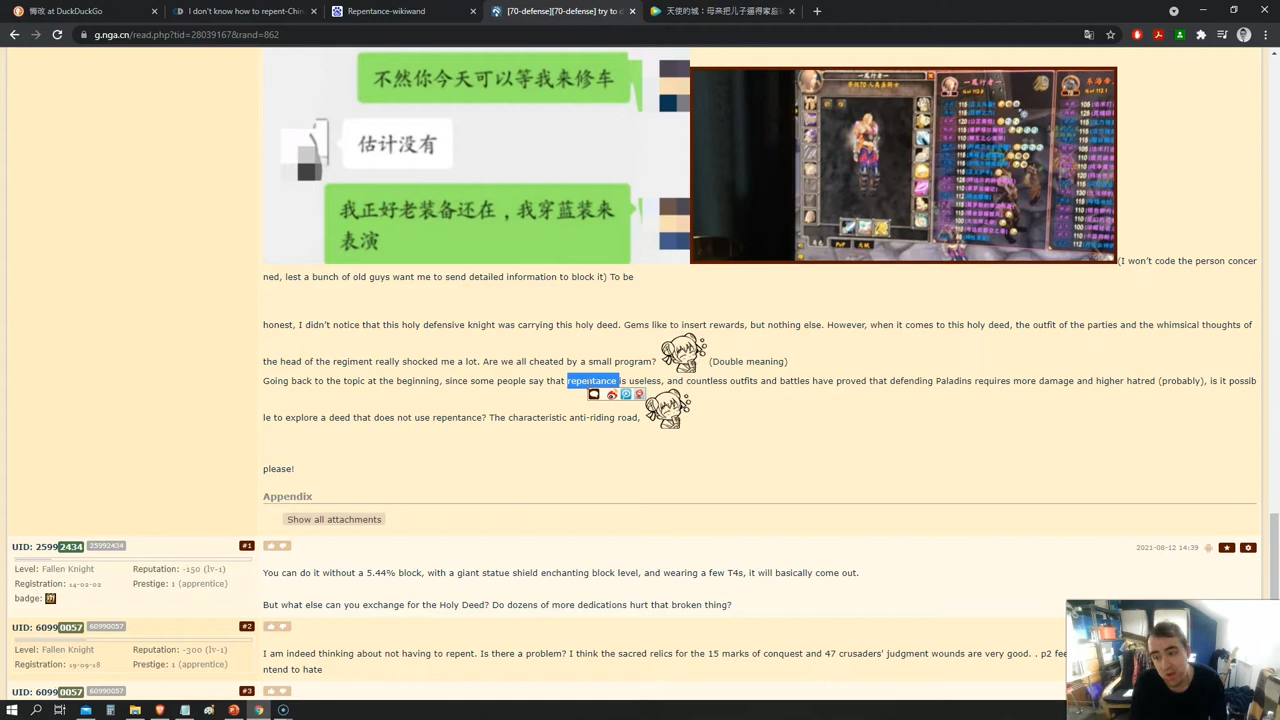 悔改 at DuckDuckGo
I don't know how to repent-Chin
Repentance-wikiwand
[70-defense][70-defense] try to d
天使的城：母亲把儿子逼得家庭
g.nga.cn/read.php?tid=28039167&rand=862
不然你今天可以等我来修车
估计没有
我正好老装备还在，我穿蓝装来
表演
(I won't code the person concer
ned, lest a bunch of old guys want me to send detailed information to block it) To be
honest, I didn't notice that this holy defensive knight was carrying this holy deed. Gems like to insert rewards, but nothing else. However, when it comes to this holy deed, the outfit of the parties and the whimsical thoughts of
the head of the regiment really shocked me a lot. Are we all cheated by a small program? (Double meaning)
Going back to the topic at the beginning, since some people say that repentance is useless, and countless outfits and battles have proved that defending Paladins requires more damage and higher hatred (probably), is it possib
le to explore a deed that does not use repentance? The characteristic anti-riding road,
please!
Appendix
Show all attachments
UID: 25992434 25992434 #1
2021-08-12 14:39
Level: Fallen Knight Reputation: -150 (lv-1)
Registration: 14-02-02 Prestige: 1 (apprentice)
badge:
You can do it without a 5.44% block, with a giant statue shield enchanting block level, and wearing a few T4s, it will basically come out.
But what else can you exchange for the Holy Deed? Do dozens of more dedications hurt that broken thing?
UID: 60990057 60990057 #2
Level: Fallen Knight Reputation: -300 (lv-1)
Registration: 19-09-18 Prestige: 1 (apprentice)
I am indeed thinking about not having to repent. Is there a problem? I think the sacred relics for the 15 marks of conquest and 47 crusaders' judgment wounds are very good. . p2 fee
ntend to hate
UID: 60990057 60990057 #3